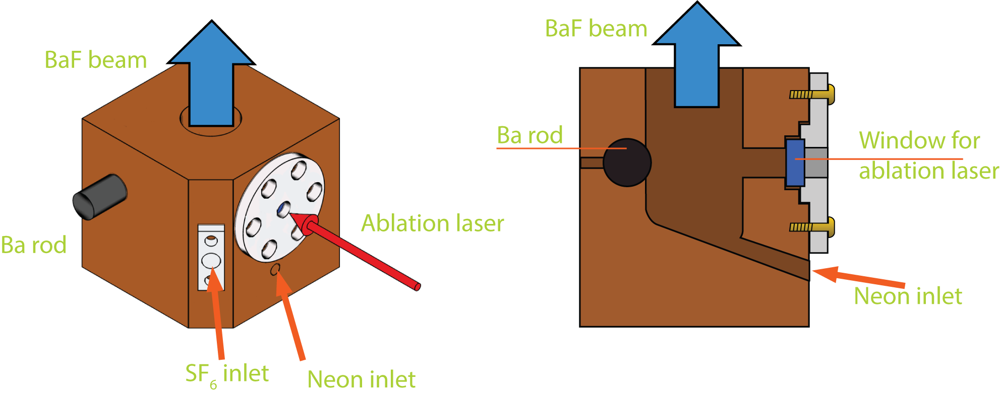 BaF beam
Ba rod
Ablation laser
SF6 inlet
Neon inlet
BaF beam
Ba rod
Window for
ablation laser
Neon inlet